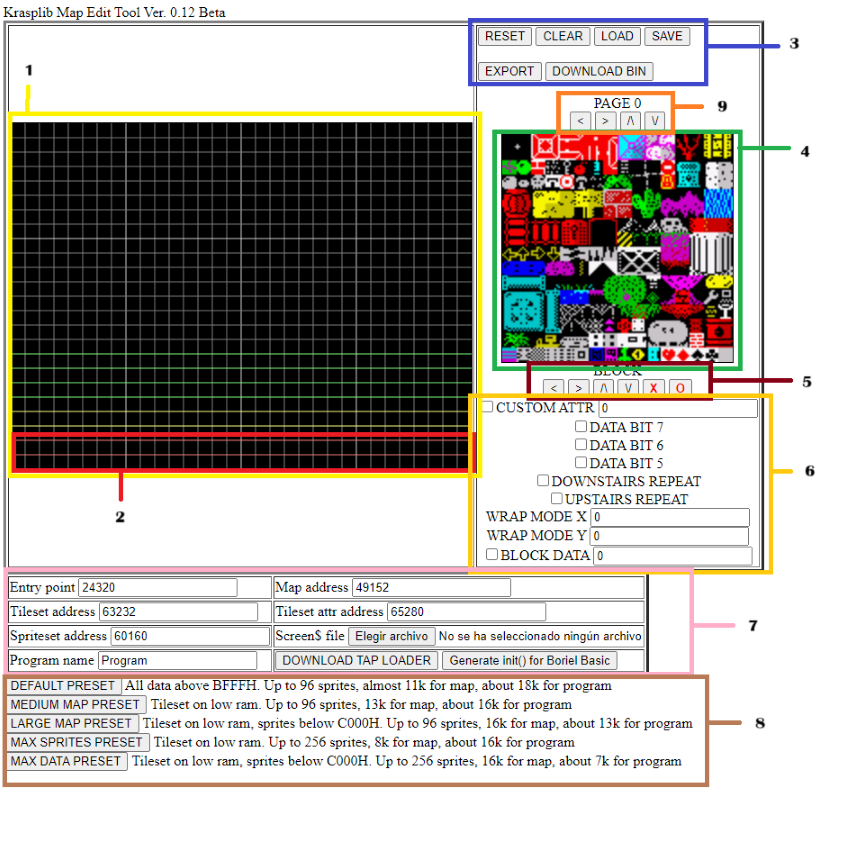 Krasplib Map Edit Tool Ver. 0.12 Beta
RESET CLEAR LOAD SAVE
3
1
EXPORT DOWNLOAD BIN
PAGE 0
9
< > /\ \/
4
BLOCK
5
< > /\ \/ X O
CUSTOM ATTR 0
DATA BIT 7
DATA BIT 6
DATA BIT 5
6
DOWNSTAIRS REPEAT
UPSTAIRS REPEAT
2
WRAP MODE X 0
WRAP MODE Y 0
BLOCK DATA 0
Entry point 24320 Map address 49152
Tileset address 63232 Tileset attr address 65280
7
Spriteset address 60160 Screen$ file Elegir archivo No se ha seleccionado ningún archivo
Program name Program DOWNLOAD TAP LOADER Generate init() for Boriel Basic
DEFAULT PRESET All data above BFFFH. Up to 96 sprites, almost 11k for map, about 18k for program
MEDIUM MAP PRESET Tileset on low ram. Up to 96 sprites, 13k for map, about 16k for program
LARGE MAP PRESET Tileset on low ram, sprites below C000H. Up to 96 sprites, 16k for map, about 13k for program
8
MAX SPRITES PRESET Tileset on low ram. Up to 256 sprites, 8k for map, about 16k for program
MAX DATA PRESET Tileset on low ram, sprites below C000H. Up to 256 sprites, 16k for map, about 7k for program